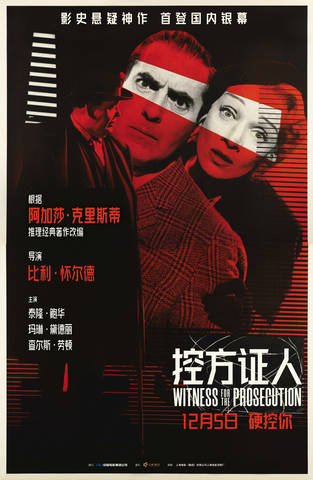 影史悬疑神作 首登国内银幕
根据
阿加莎·克里斯蒂
推理经典著作改编
导演
比利·怀尔德
主演
泰隆·鲍华
玛琳·黛德丽
查尔斯·劳顿
控方证人
WITNESS FOR THE PROSECUTION
12月5日 硬控你